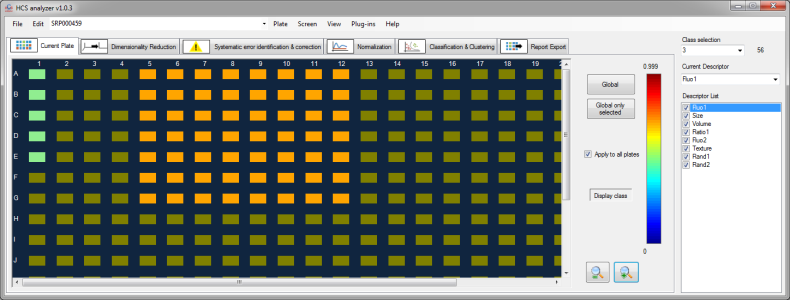 HCS analyzer v1.0.3
File Edit SRP000459 Plate Screen View Plug-ins Help
Current Plate Dimensionality Reduction Systematic error identification & correction Normalization Classification & Clustering Report Export
Class selection
3 56
Current Descriptor
Fluo1
Descriptor List
Fluo1
Size
Volume
Ratio1
Fluo2
Texture
Rand1
Rand2
1 2 3 4 5 6 7 8 9 10 11 12 13 14 15 16 17 18 19 2
A
B
C
D
E
F
G
H
I
J
Global
Global only
selected
Apply to all plates
Display class
0.999
0